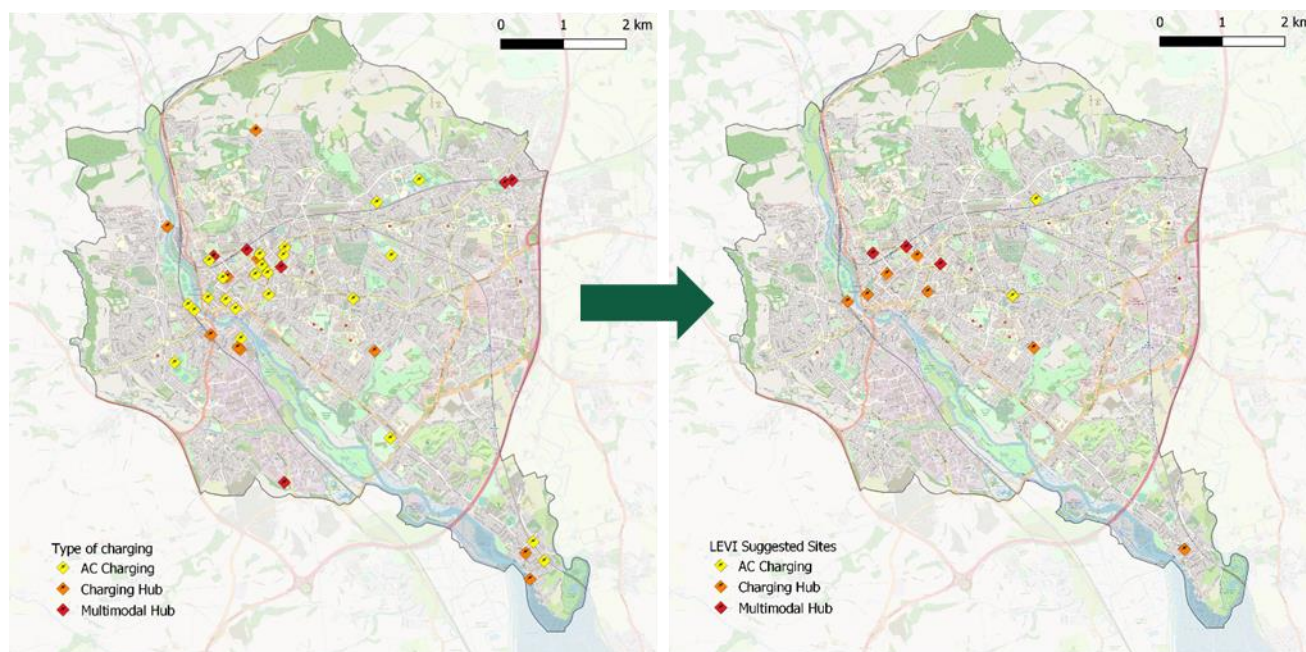 0 1 2 km
Type of charging
AC Charging
Charging Hub
Multimodal Hub
0 1 2 km
LEVI Suggested Sites
AC Charging
Charging Hub
Multimodal Hub